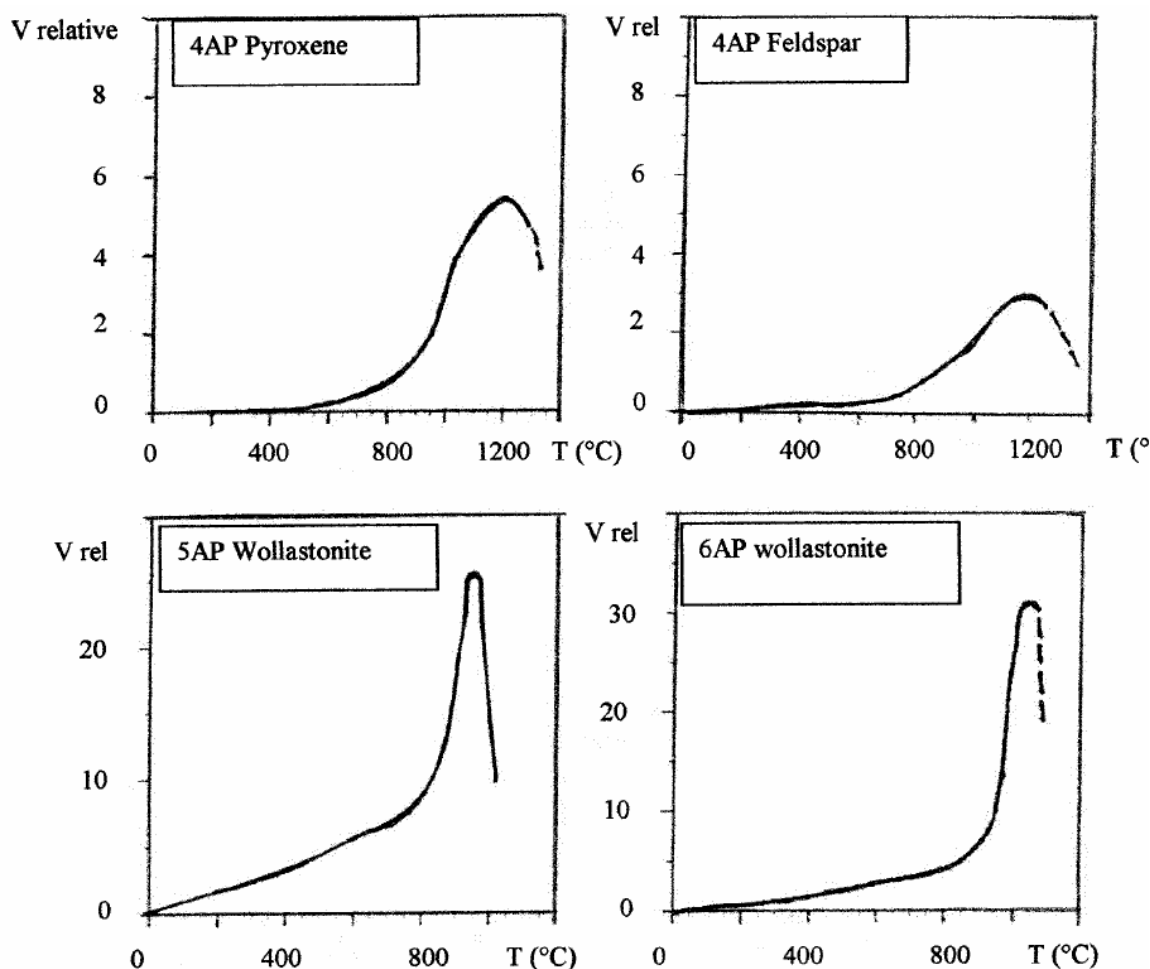 V relative
4AP Pyroxene
8
6
4
2
0
0 400 800 1200 T (°C)
V rel
4AP Feldspar
8
6
4
2
0
0 400 800 1200 T (°
V rel
5AP Wollastonite
20
10
0
0 400 800 T (°C)
V rel
6AP wollastonite
30
20
10
0
0 400 800 T (°C)